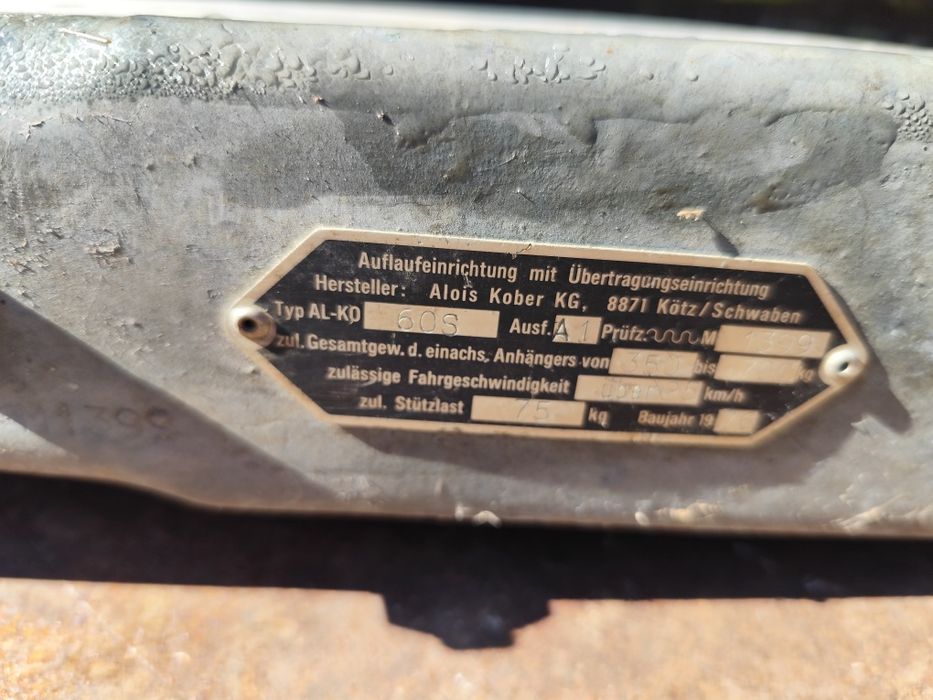 Auflaufeinrichtung mit Übertragungseinrichtung
Hersteller: Alois Kober KG, 8871 Kötz/Schwaben
Typ AL-KO 60S Ausf. A1 Prüfz. M
zul. Gesamtgew. d. einachs. Anhängers von bis kg
zulässige Fahrgeschwindigkeit km/h
zul. Stützlast 75 kg Baujahr 19